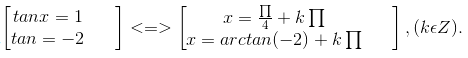 [tanx = 1
tan = −2 ] <=> [x = ∏/4 + k∏
x = arctan(−2) + k∏ ], (kϵZ).